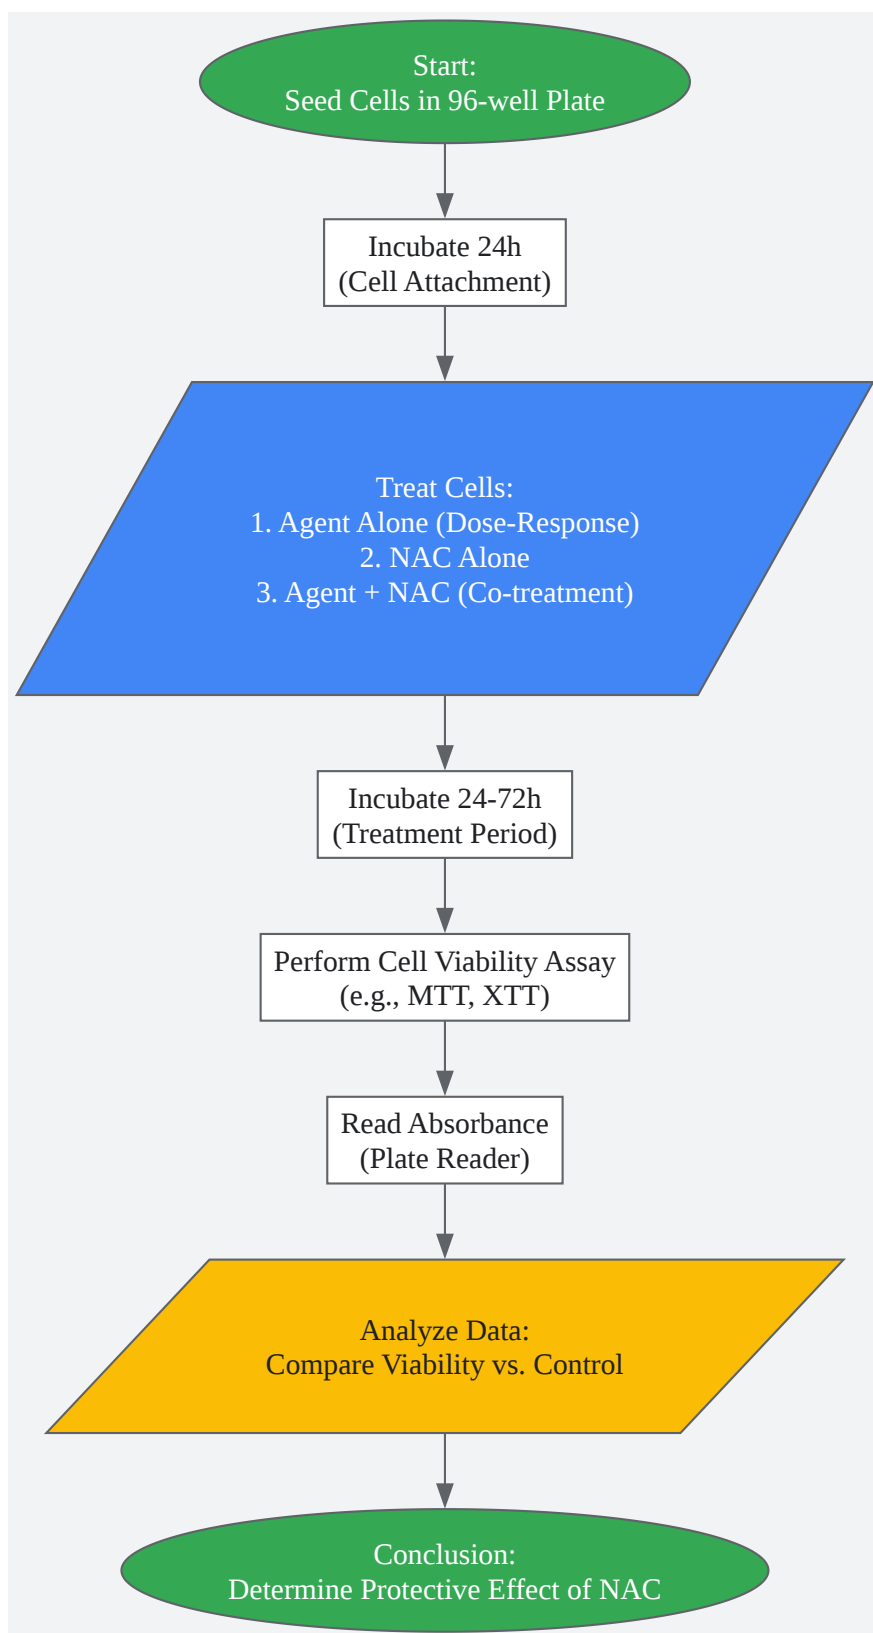 Start:
Seed Cells in 96-well Plate
Incubate 24h
(Cell Attachment)
Treat Cells:
1. Agent Alone (Dose-Response)
2. NAC Alone
3. Agent + NAC (Co-treatment)
Incubate 24-72h
(Treatment Period)
Perform Cell Viability Assay
(e.g., MTT, XTT)
Read Absorbance
(Plate Reader)
Analyze Data:
Compare Viability vs. Control
Conclusion:
Determine Protective Effect of NAC